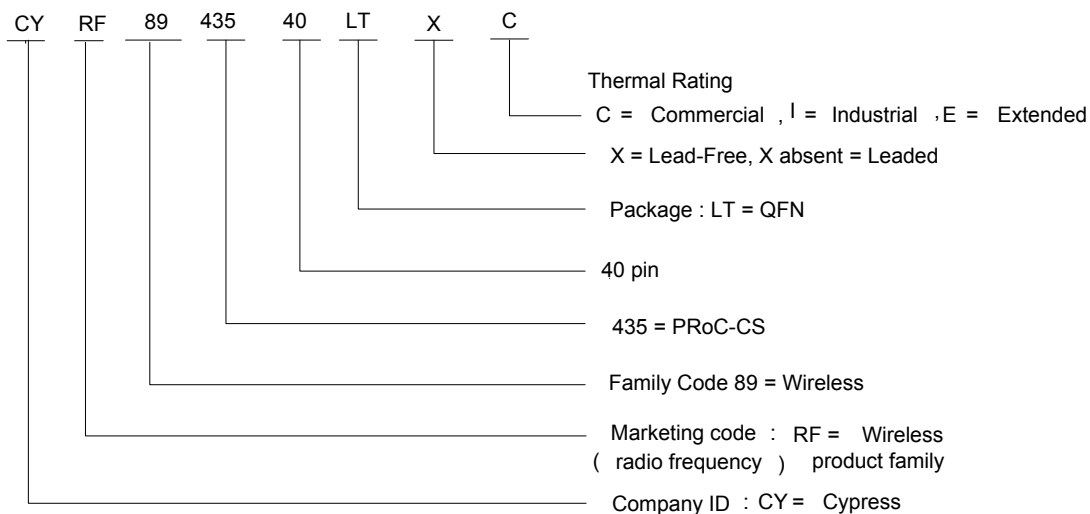 CY RF 89 435 40 LT X C
Thermal Rating
C = Commercial , I = Industrial , E = Extended
X = Lead-Free, X absent = Leaded
Package : LT = QFN
40 pin
435 = PRoC-CS
Family Code 89 = Wireless
Marketing code : RF = Wireless
( radio frequency ) product family
Company ID : CY = Cypress